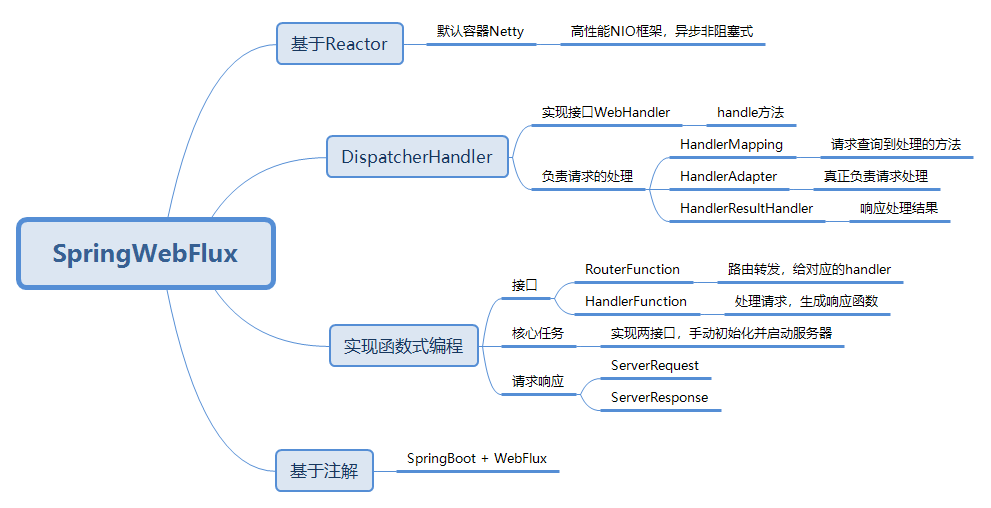 SpringWebFlux
基于Reactor
默认容器Netty
高性能NIO框架，异步非阻塞式
DispatcherHandler
实现接口WebHandler
handle方法
负责请求的处理
HandlerMapping
请求查询到处理的方法
HandlerAdapter
真正负责请求处理
HandlerResultHandler
响应处理结果
实现函数式编程
接口
RouterFunction
路由转发，给对应的handler
HandlerFunction
处理请求，生成响应函数
核心任务
实现两接口，手动初始化并启动服务器
请求响应
ServerRequest
ServerResponse
基于注解
SpringBoot + WebFlux